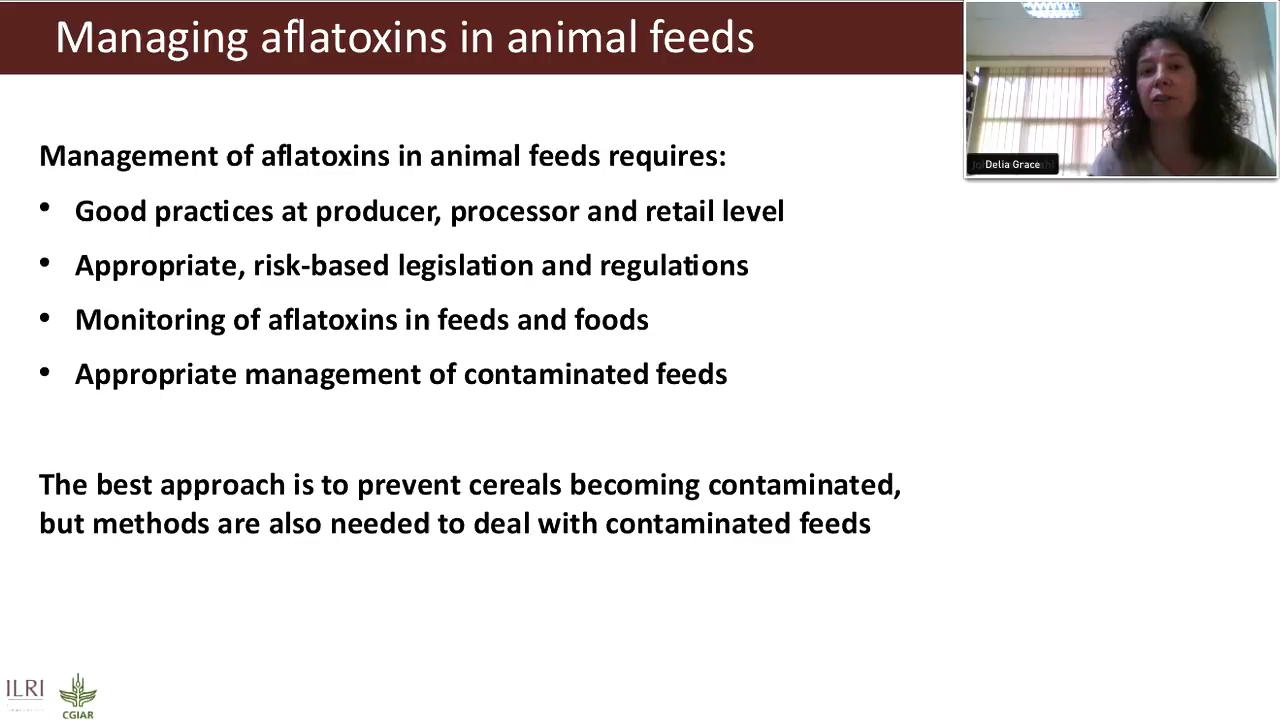 Managing aflatoxins in animal feeds
Delia Grace
Management of aflatoxins in animal feeds requires:
• Good practices at producer, processor and retail level
• Appropriate, risk-based legislation and regulations
• Monitoring of aflatoxins in feeds and foods
• Appropriate management of contaminated feeds
The best approach is to prevent cereals becoming contaminated,
but methods are also needed to deal with contaminated feeds
ILRI
CGIAR